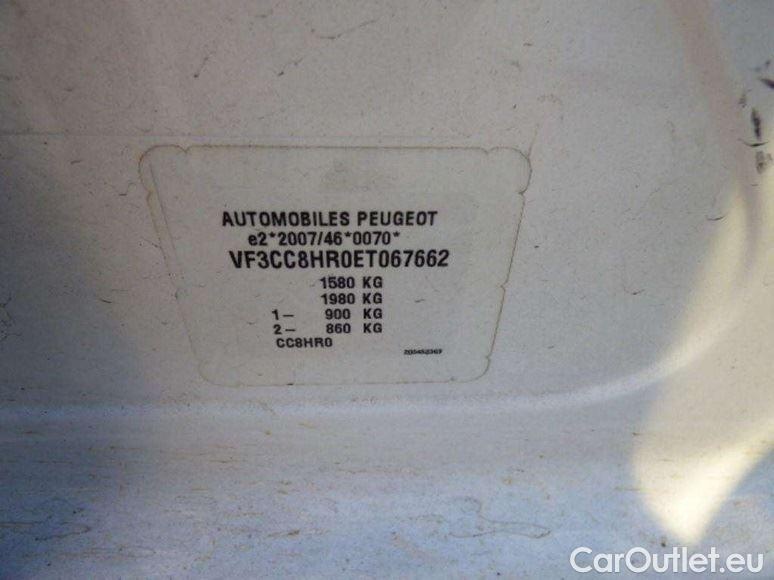 AUTOMOBILES PEUGEOT
e2*2007/46*0070*
VF3CC8HR0ET067662
1580 KG
1980 KG
1- 900 KG
2- 860 KG
CC8HR0
CarOutlet.eu